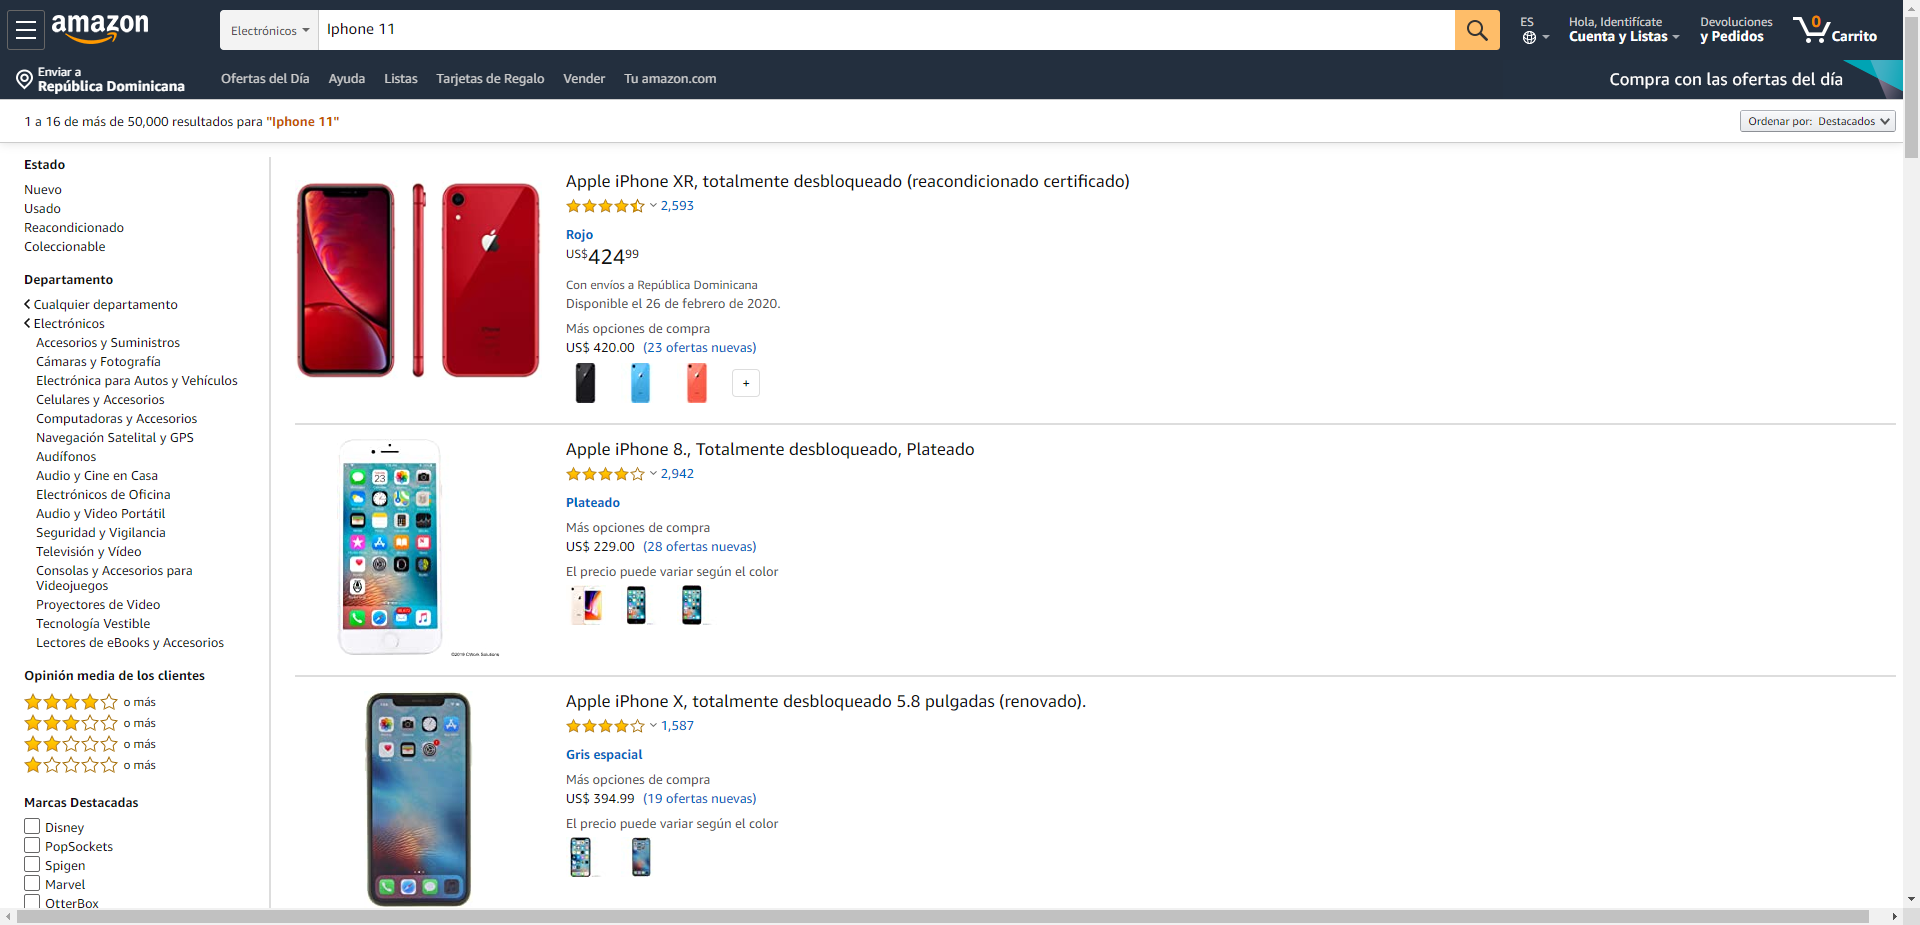 amazon
Electrónicos
Iphone 11
ES
Hola, Identifícate
Cuenta y Listas
Devoluciones
y Pedidos
0
Carrito
Enviar a
República Dominicana
Ofertas del Día
Ayuda
Listas
Tarjetas de Regalo
Vender
Tu amazon.com
Compra con las ofertas del día
1 a 16 de más de 50,000 resultados para "Iphone 11"
Ordenar por: Destacados
Estado
Nuevo
Usado
Reacondicionado
Coleccionable
Departamento
Cualquier departamento
Electrónicos
Accesorios y Suministros
Cámaras y Fotografía
Electrónica para Autos y Vehículos
Celulares y Accesorios
Computadoras y Accesorios
Navegación Satelital y GPS
Audífonos
Audio y Cine en Casa
Electrónicos de Oficina
Audio y Video Portátil
Seguridad y Vigilancia
Televisión y Vídeo
Consolas y Accesorios para
Videojuegos
Proyectores de Video
Tecnología Vestible
Lectores de eBooks y Accesorios
Opinión media de los clientes
o más
o más
o más
o más
Marcas Destacadas
Disney
PopSockets
Spigen
Marvel
OtterBox
Apple iPhone XR, totalmente desbloqueado (reacondicionado certificado)
2,593
Rojo
US$42499
Con envíos a República Dominicana
Disponible el 26 de febrero de 2020.
Más opciones de compra
US$ 420.00 (23 ofertas nuevas)
+
Apple iPhone 8., Totalmente desbloqueado, Plateado
2,942
Plateado
Más opciones de compra
US$ 229.00 (28 ofertas nuevas)
El precio puede variar según el color
23
Apple iPhone X, totalmente desbloqueado 5.8 pulgadas (renovado).
1,587
Gris espacial
Más opciones de compra
US$ 394.99 (19 ofertas nuevas)
El precio puede variar según el color